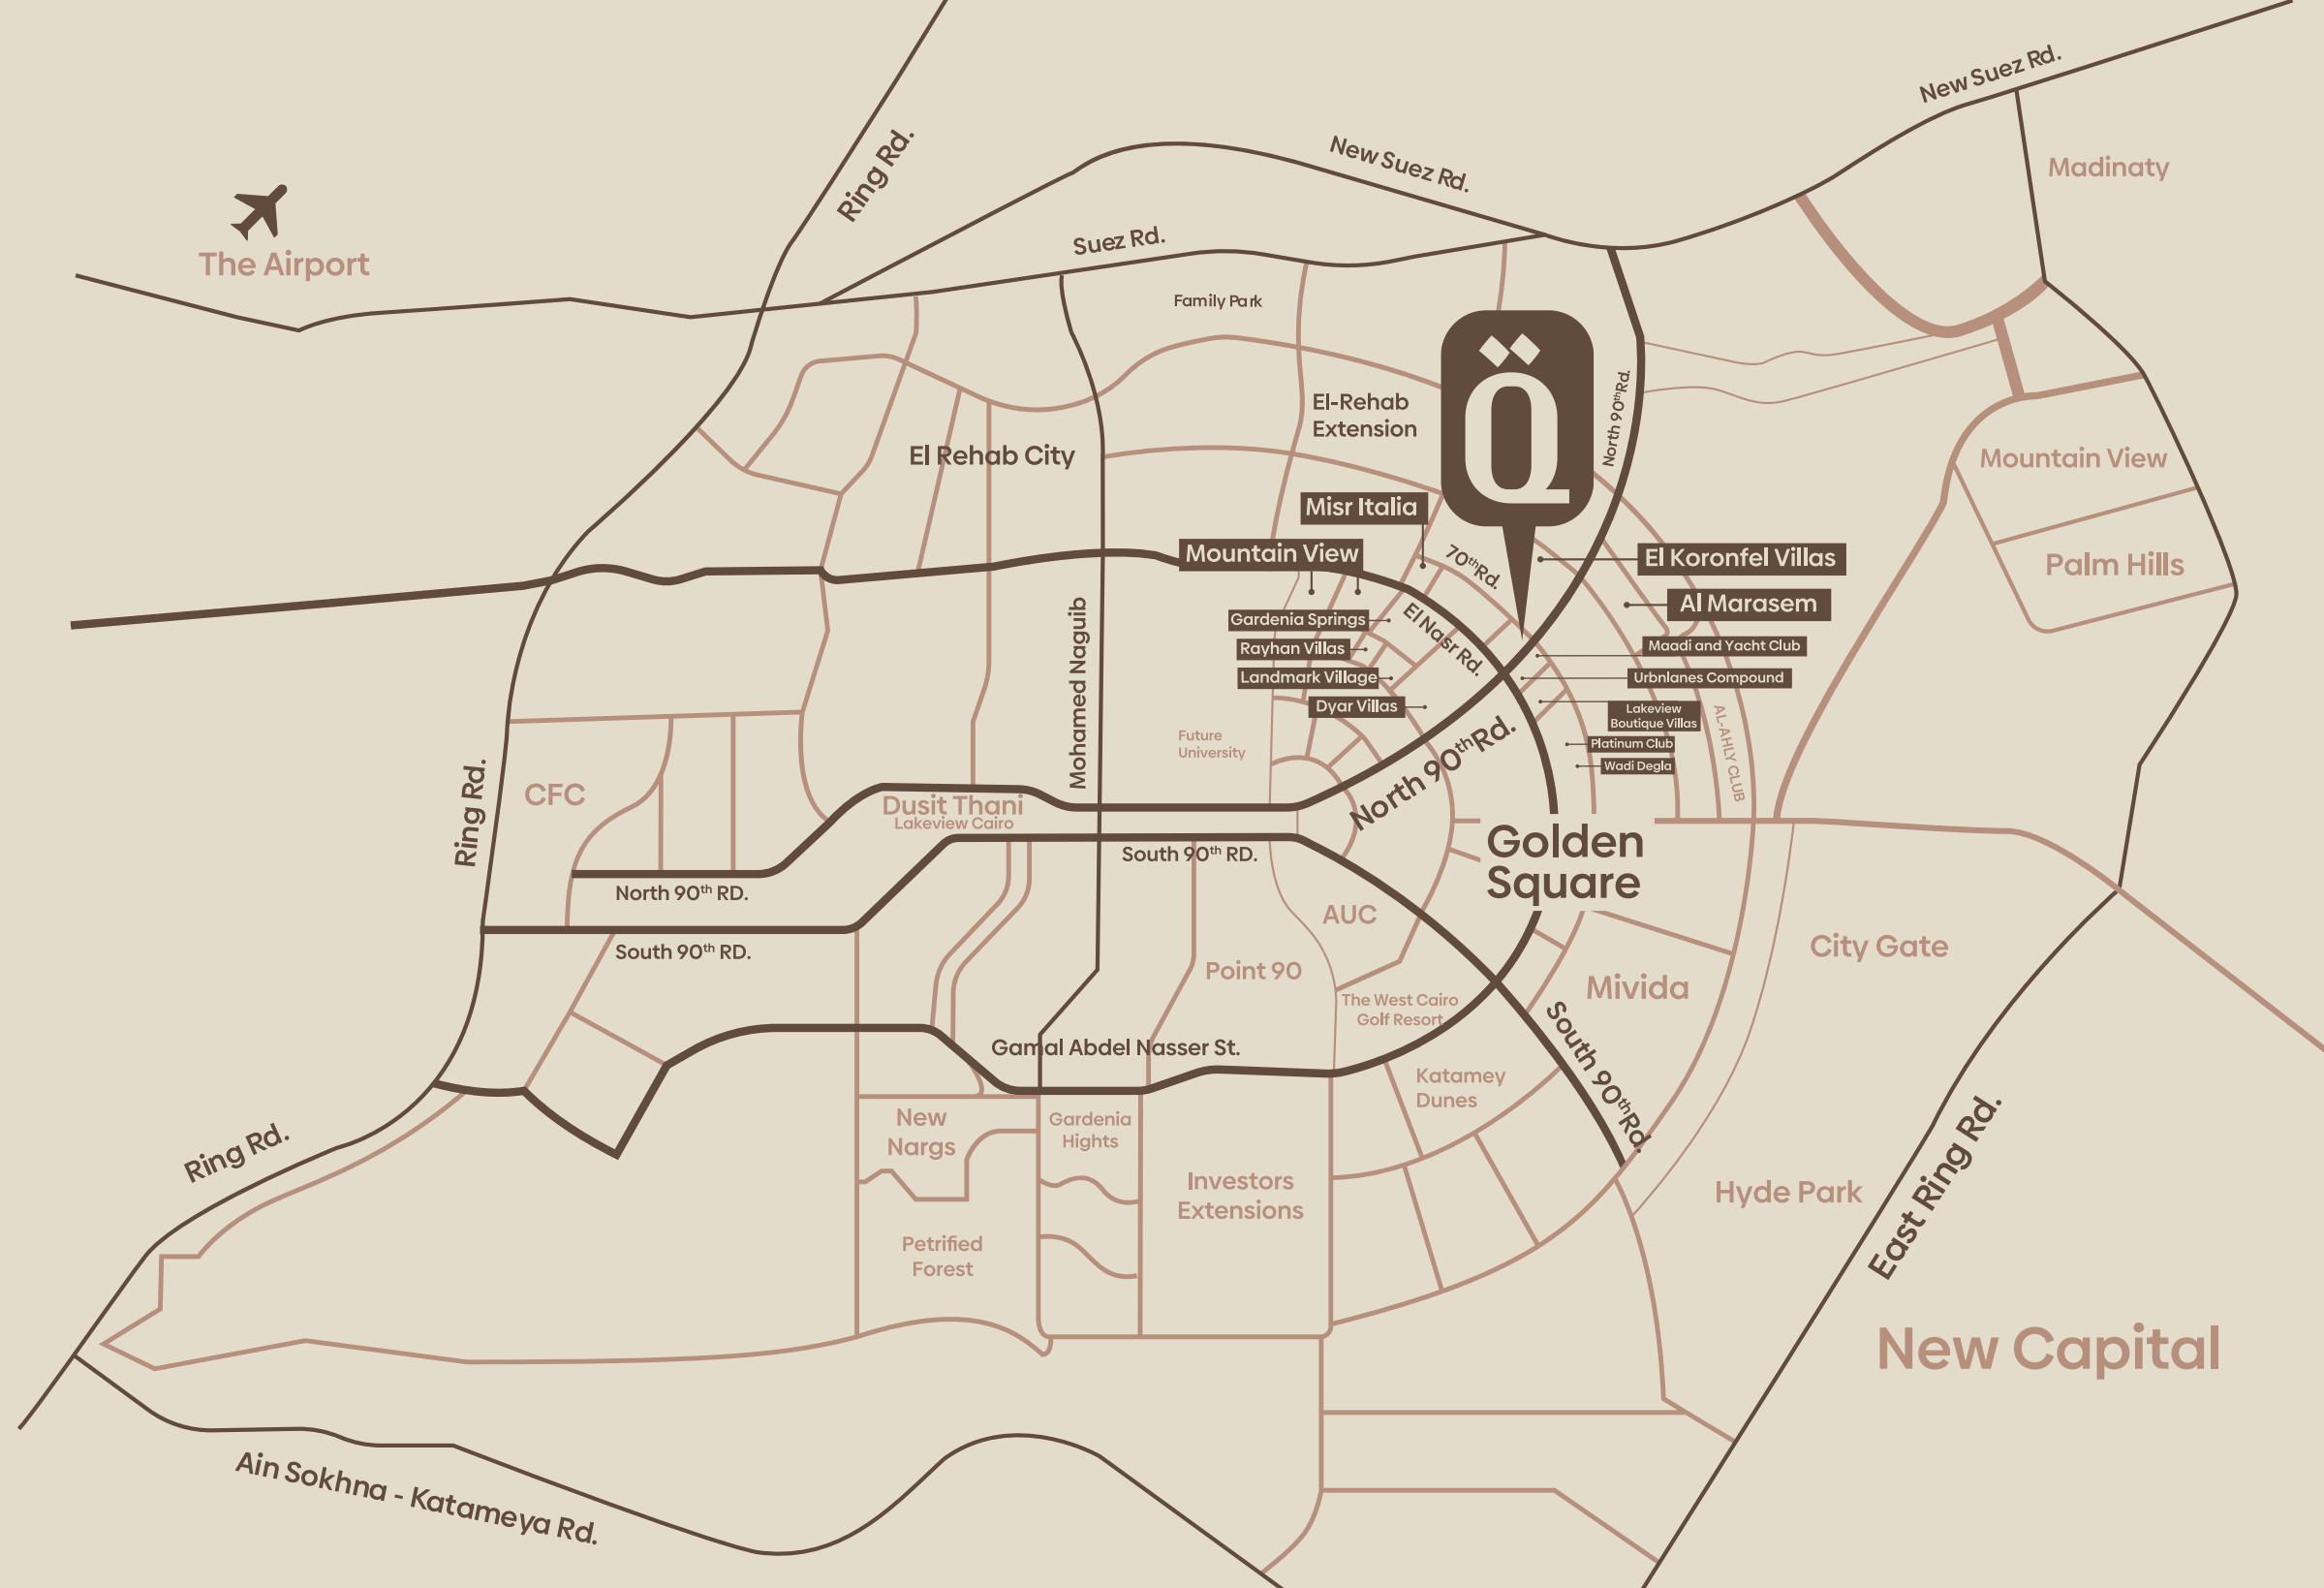 New Suez Rd.
Ring Rd.
New Suez Rd.
Madinaty
The Airport
Suez Rd.
Family Park
El-Rehab
Extension
Q̈
North 90th Rd.
El Rehab City
Mountain View
Misr Italia
Mountain View
70th Rd.
El Koronfel Villas
Palm Hills
Al Marasem
Gardenia Springs
El Nasr Rd.
Maadi and Yacht Club
Rayhan Villas
Landmark Village
Urbnlanes Compound
Dyar Villas
Lakeview
Boutique Villas
Mohamed Naguib
Future
University
Platinum Club
Wadi Degla
AL-AHLY CLUB
North 90th Rd.
Ring Rd.
CFC
Dusit Thani
Lakeview Cairo
South 90th RD.
Golden
Square
North 90th RD.
AUC
South 90th RD.
City Gate
Point 90
Mivida
The West Cairo
Golf Resort
South 90th Rd.
Gamal Abdel Nasser St.
Katamey
Dunes
New
Nargs
Gardenia
Hights
Ring Rd.
Investors
Extensions
Hyde Park
East Ring Rd.
Petrified
Forest
New Capital
Ain Sokhna - Katameya Rd.